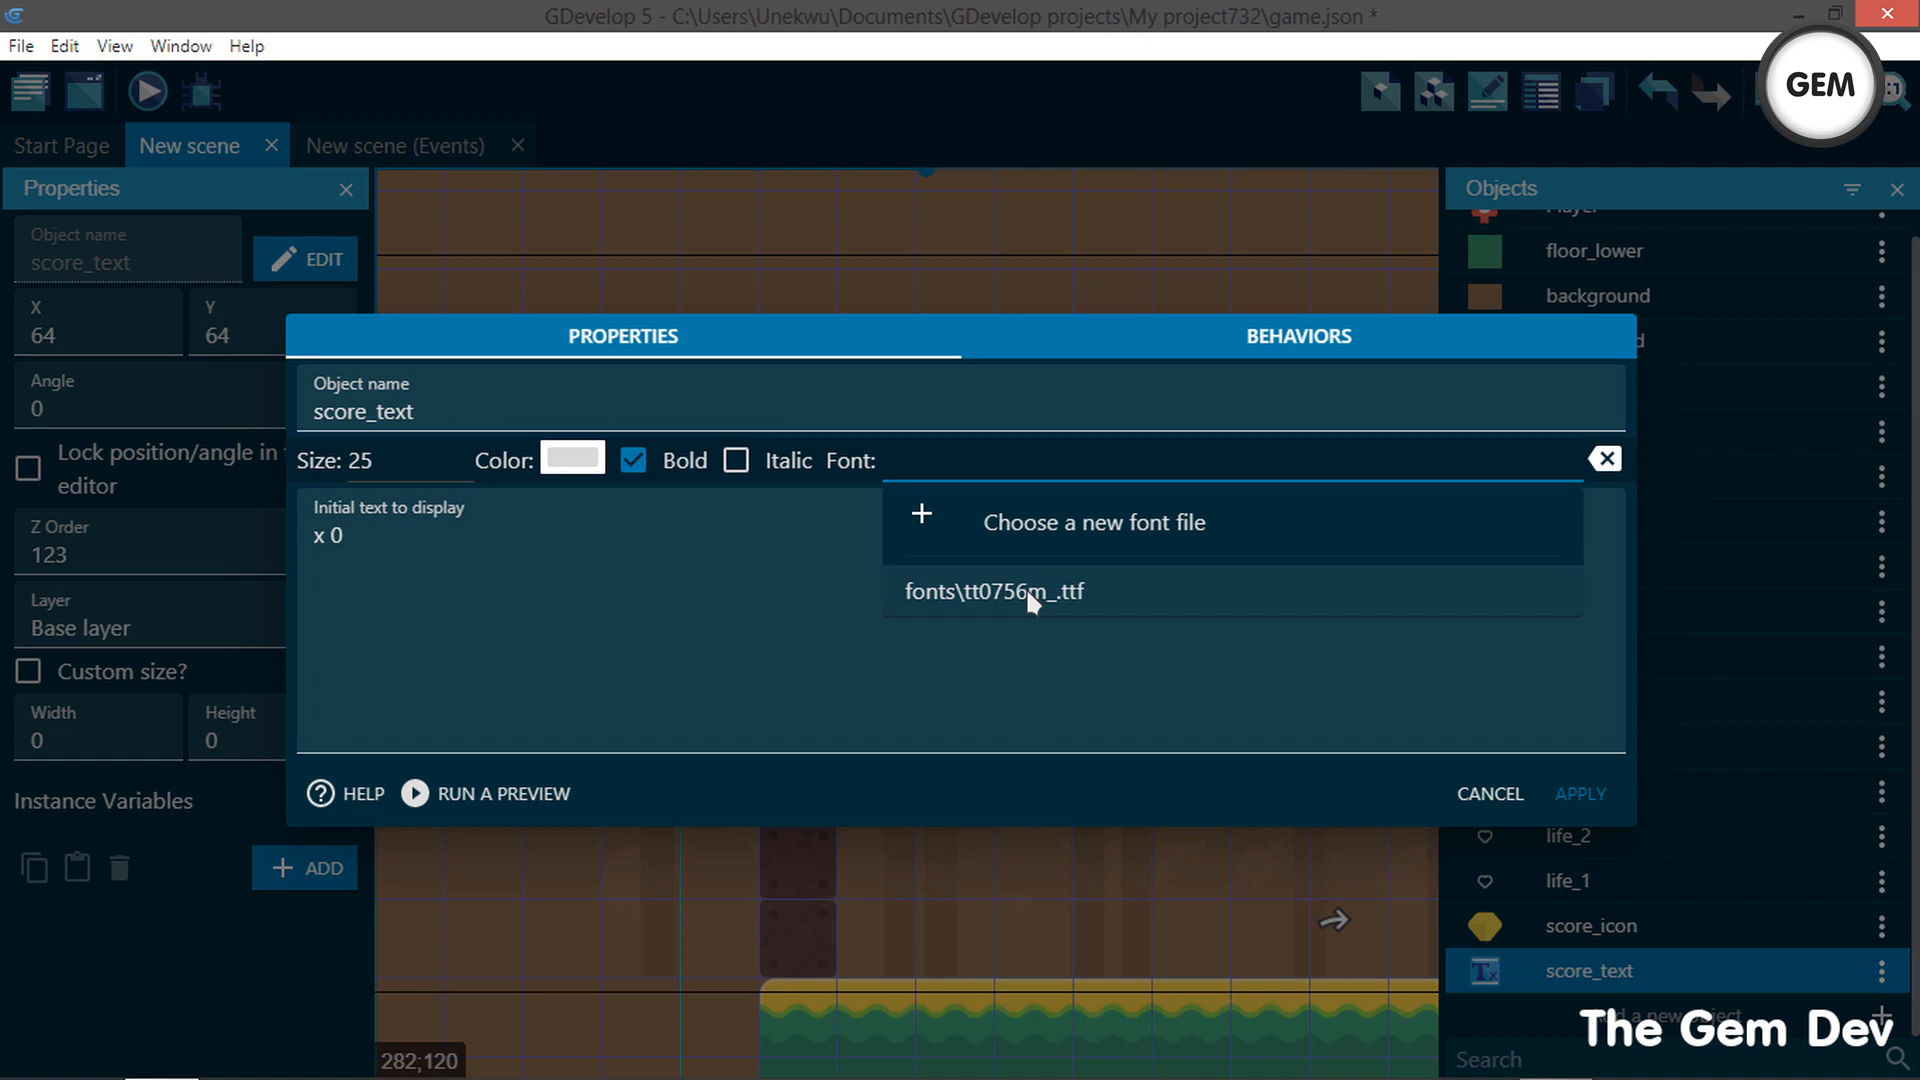 GDevelop 5 - C:\Users\Unekwu\Documents\GDevelop projects\My project732\game.json *
File Edit View Window Help
GEM
Start Page New scene New scene (Events)
Properties
Objects
Object name
score_text
EDIT
X
64
Y
64
Angle
0
Lock position/angle in
editor
Z Order
123
Layer
Base layer
Custom size?
Width
0
Height
0
Instance Variables
ADD
PROPERTIES BEHAVIORS
Object name
score_text
Size: 25 Color: Bold Italic Font:
Initial text to display
x 0
Choose a new font file
fonts\tt0756m_.ttf
HELP RUN A PREVIEW CANCEL APPLY
floor_lower
background
life_2
life_1
score_icon
score_text
The Gem Dev
Search
282;120